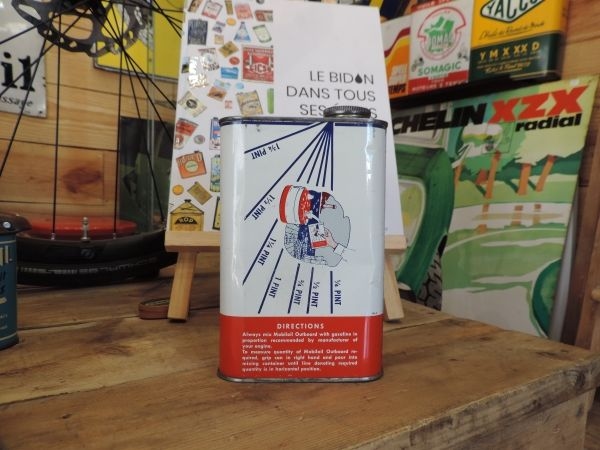 LE BIDON
DANS TOUS
YACCO
SOMAGIC
YMXXD
XZX
radial
1¾ PINT
1½ PINT
1¼ PINT
1 PINT
¾ PINT
½ PINT
¼ PINT
DIRECTIONS
Always mix Mobiloil Outboard with gasoline in
proportion recommended by manufacturer of
your engine.
To measure quantity of Mobiloil Outboard re-
quired, grip can in right hand and pour into
mixing container until line denoting required
quantity is in horizontal position.